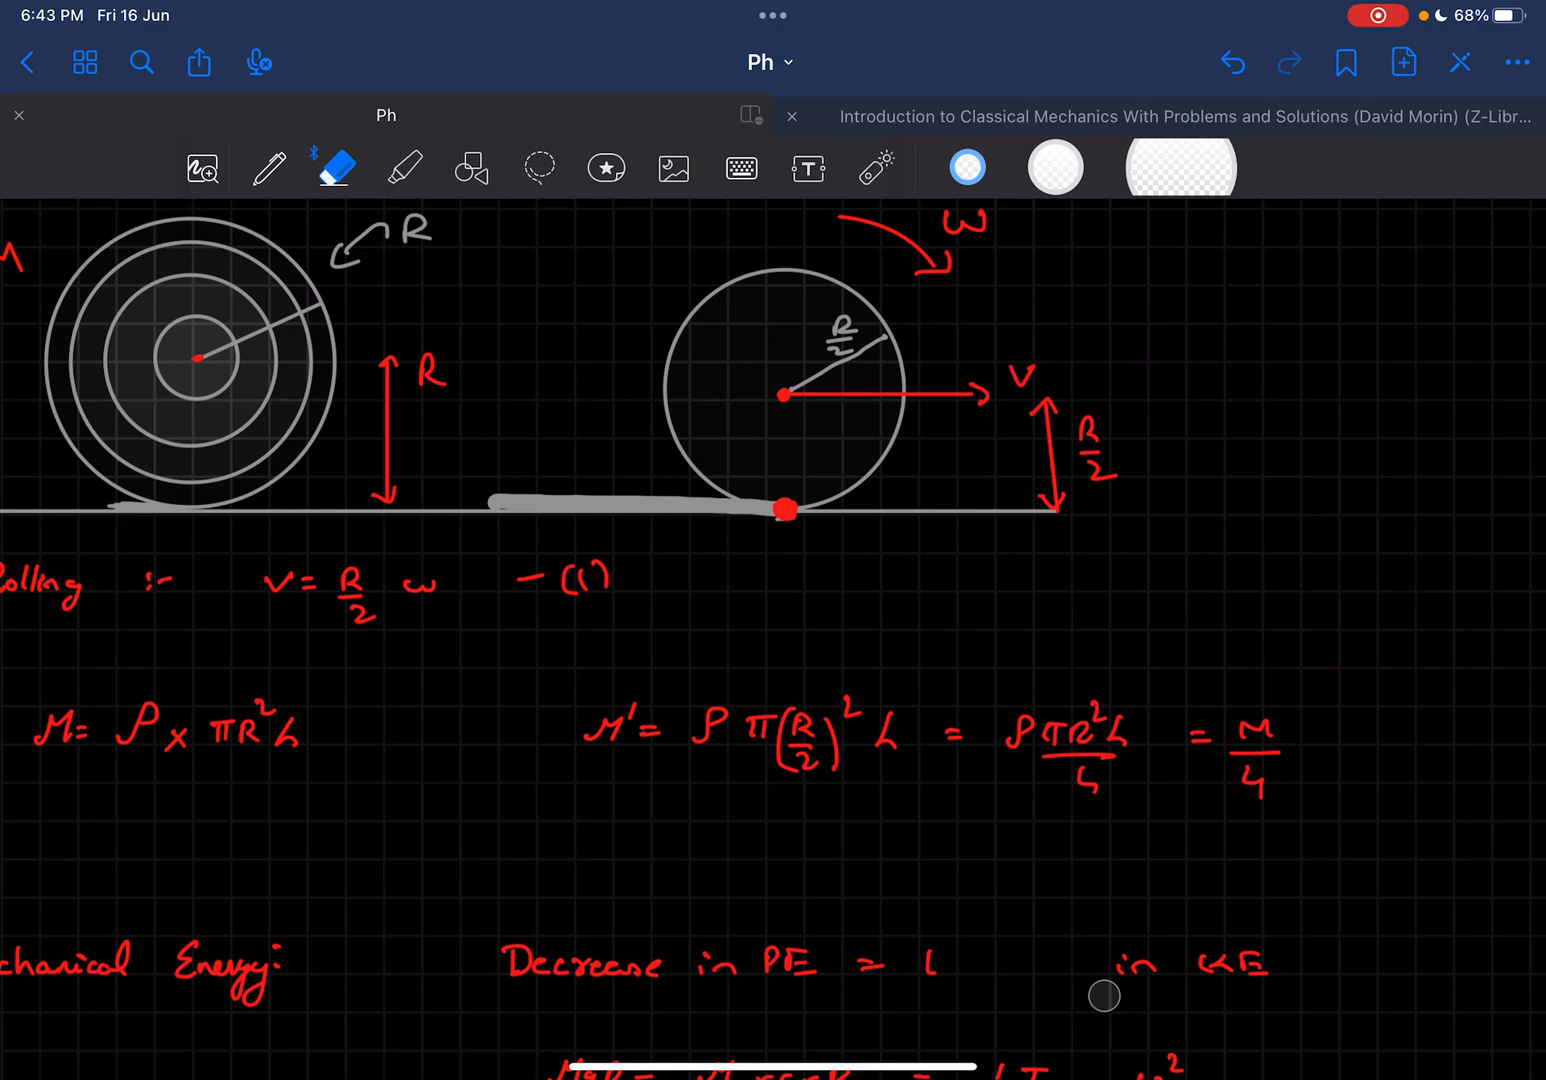 6:43 PM Fri 16 Jun
68%
Ph
Ph
Introduction to Classical Mechanics With Problems and Solutions (David Morin) (Z-Libr...
T
R
ω
R
R/2
V
R/2
Rolling :- V = R/2 ω - (1)
M = ρ x πR²L
M' = ρ π(R/2)² L = ρπR²L/4 = M/4
chanical Energy:
Decrease in PE = in KE